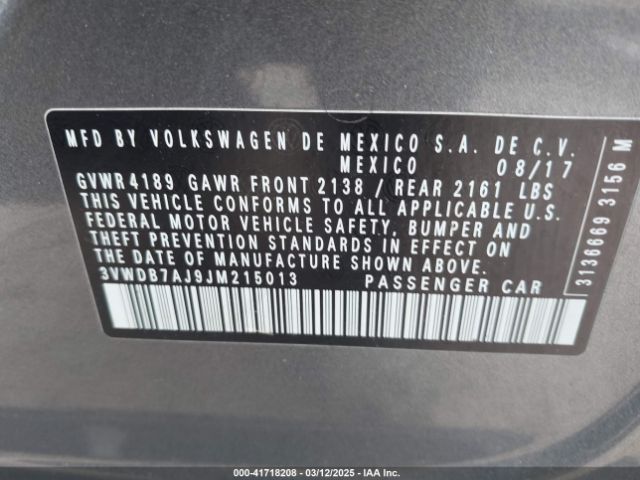 MFD BY VOLKSWAGEN DE MEXICO S.A. DE C.V.
MEXICO 08/17
GVWR4189 GAWR FRONT 2138 / REAR 2161 LBS
THIS VEHICLE CONFORMS TO ALL APPLICABLE U.S.
FEDERAL MOTOR VEHICLE SAFETY, BUMPER AND
THEFT PREVENTION STANDARDS IN EFFECT ON
THE DATE OF MANUFACTURE SHOWN ABOVE.
3VWDB7AJ9JM215013 PASSENGER CAR
3136669 3156 M
000-41718208 - 03/12/2025 - IAA, Inc.